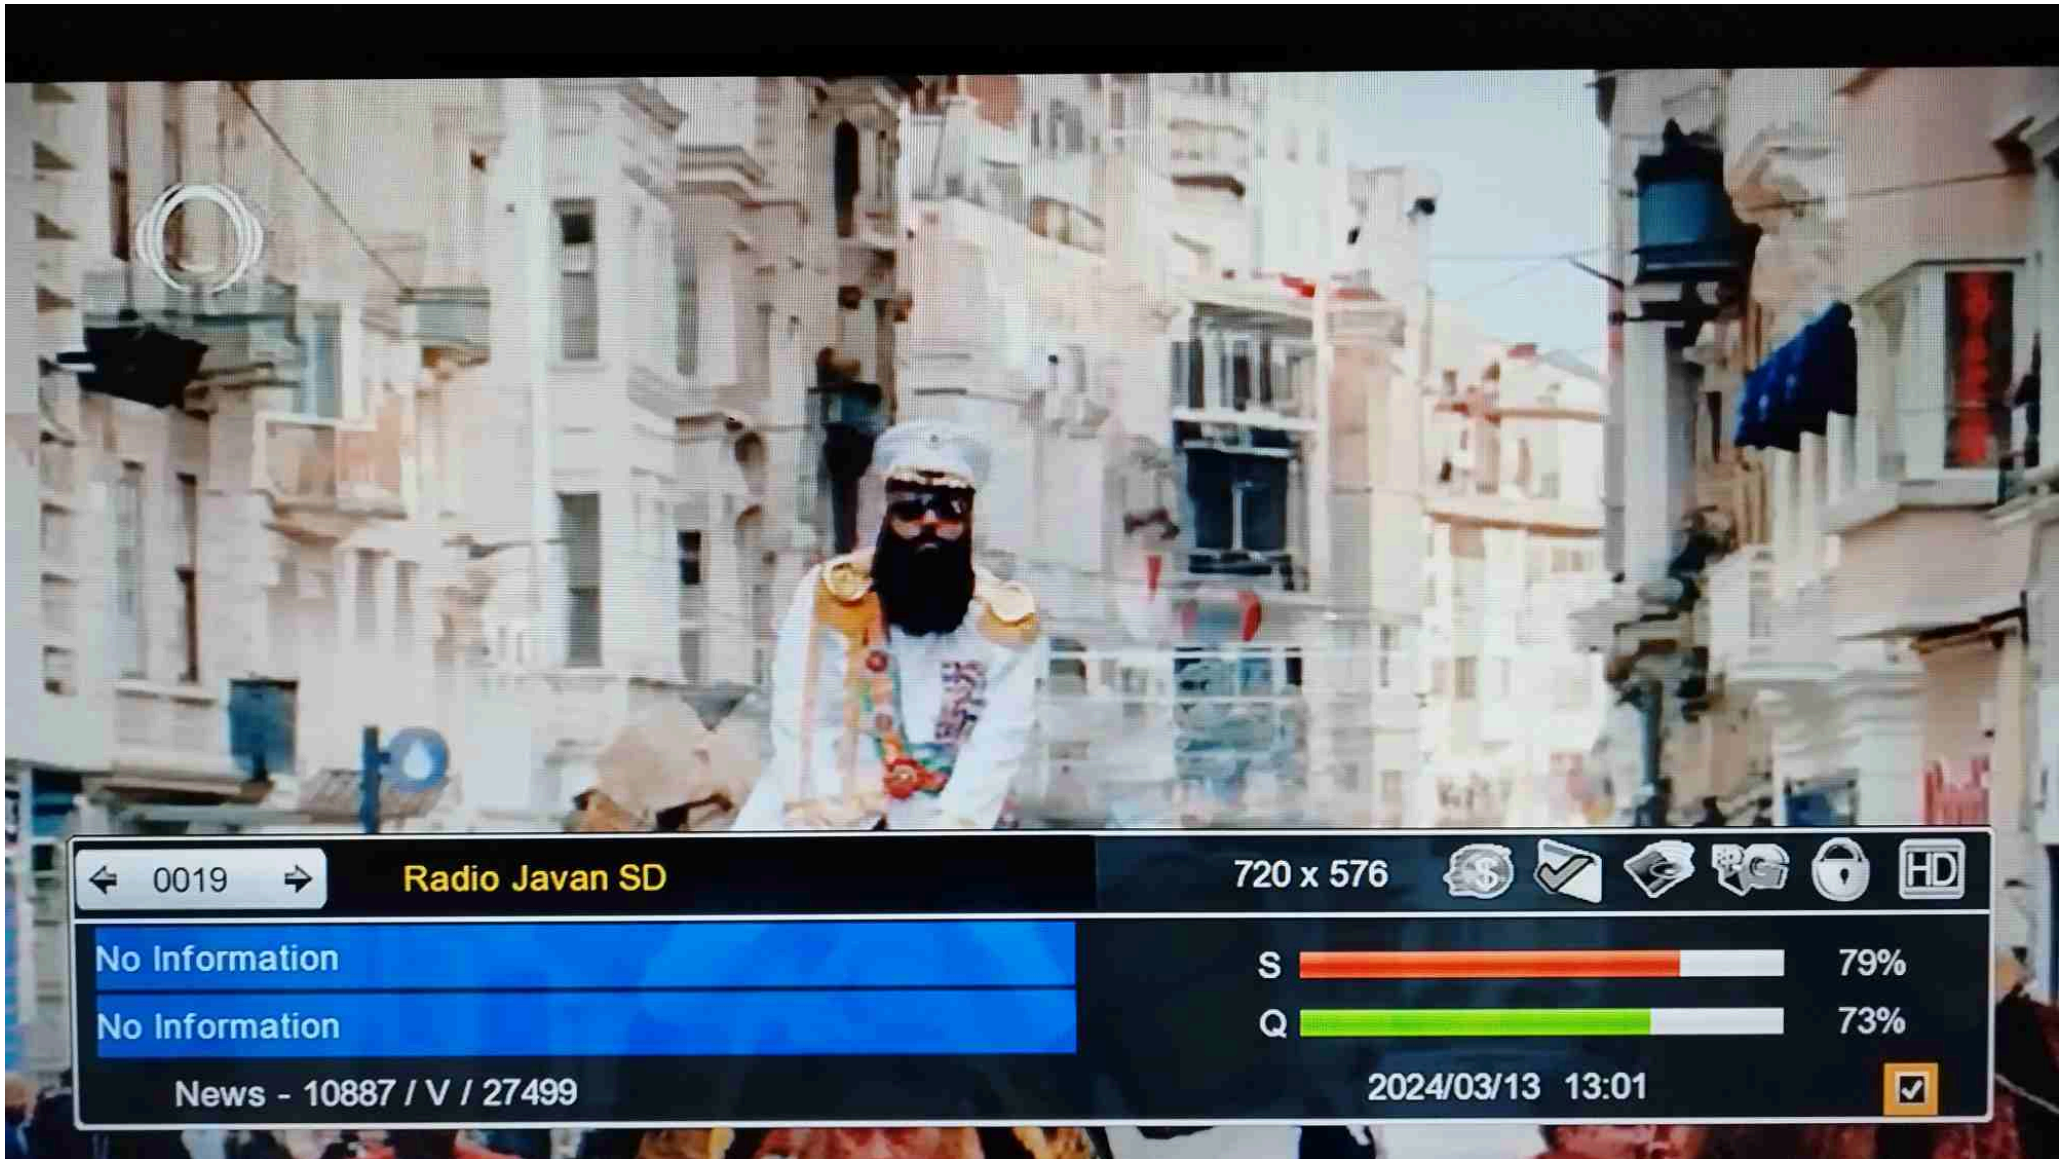 0019
Radio Javan SD
720 x 576
$
HD
No Information
S
79%
No Information
Q
73%
News - 10887 / V / 27499
2024/03/13 13:01